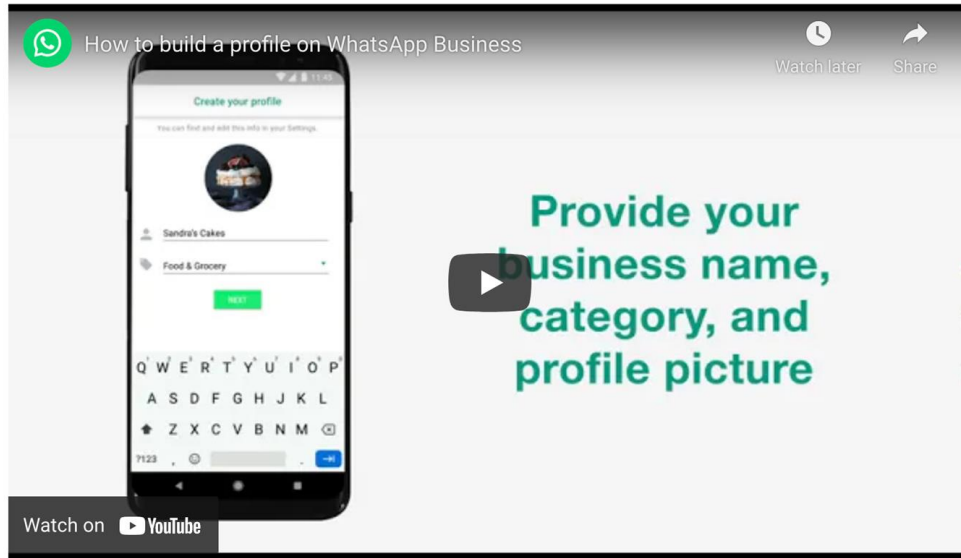 How to build a profile on WhatsApp Business
Watch later
Share
11:45
Create your profile
You can find and edit this info in your Settings.
Sandra's Cakes
Food & Grocery
NEXT
Provide your
business name,
category, and
profile picture
Q W E R T Y U I O P
A S D F G H J K L
Z X C V B N M
?123 , .
Watch on YouTube